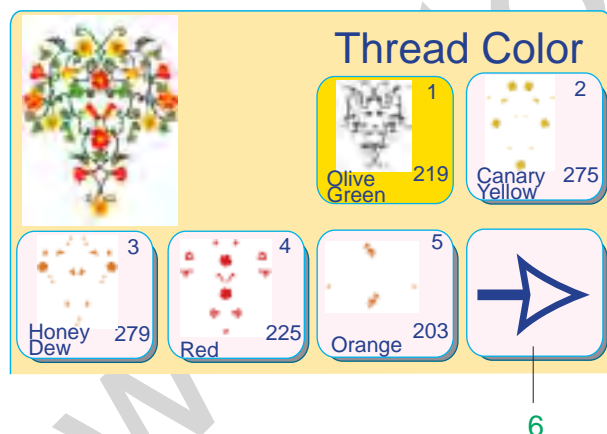 Thread Color
1
Olive
Green
219
2
Canary
Yellow
275
3
Honey
Dew
279
4
Red
225
5
Orange
203
6